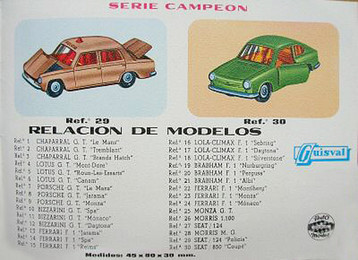 SERIE CAMPEON
Ref.ª 29
Ref.ª 30
RELACION DE MODELOS
Ref.ª 1 CHAPARRAL G. T. "Le Mans"
Ref.ª 2 CHAPARRAL G. T. "Tremblant"
Ref.ª 3 CHAPARRAL G. T. "Brands Hatch"
Ref.ª 4 LOTUS G. T. "Mont-Dore"
Ref.ª 5 LOTUS G. T. "Roun-Les-Essarts"
Ref.ª 6 LOTUS G. T. "Canon"
Ref.ª 7 PORSCHE G. T. "Le Mans"
Ref.ª 8 PORSCHE G. T. "Jarama"
Ref.ª 9 PORSCHE G. T. "Monza"
Ref.ª 10 BIZZARINI G. T. "Spa"
Ref.ª 11 BIZZARINI G. T. "Monaco"
Ref.ª 12 BIZZARINI G. T. "Daytona"
Ref.ª 13 FERRARI F. 1 "Jarama"
Ref.ª 14 FERRARI F. 1 "Spa"
Ref.ª 15 FERRARI F. 1 "Reims"
Ref.ª 16 LOLA-CLIMAX F. 1 "Sebring"
Ref.ª 17 LOLA-CLIMAX F. 1 "Daytona"
Ref.ª 18 LOLA-CLIMAX F. 1 "Silverstone"
Ref.ª 19 BRABHAM F. 1 "Nurburgring"
Ref.ª 20 BRABHAM F. 1 "Pergusa"
Ref.ª 21 BRABHAM F. 1 "Albi"
Ref.ª 22 FERRARI F. 1 "Montlhery"
Ref.ª 23 FERRARI F. 1 "Monza"
Ref.ª 24 FERRARI F. 1
Ref.ª 25 MONZA G. T.
Ref.ª 26 MORRIS 1.100
Ref.ª 27 SEAT / 124
Ref.ª 28 MORRIS M. G.
Ref.ª 29 SEAT / 124 "Policia"
Ref.ª 30 SEAT / 850 "Coupé"
Guisval
Medidas: 45 x 80 x 30 mm.